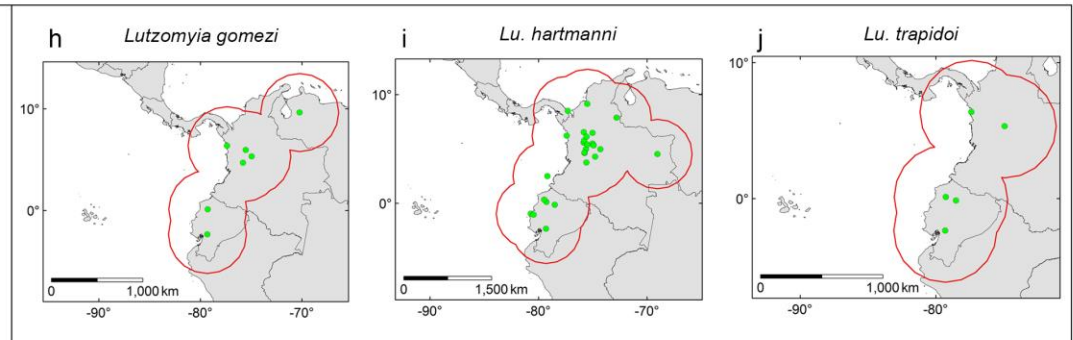 h Lutzomyia gomezi
10°
0°
0 1,000 km
-90° -80° -70°
i Lu. hartmanni
10°
0°
0 1,500 km
-90° -80° -70°
j Lu. trapidoi
10°
0°
0 1,000 km
-90° -80°